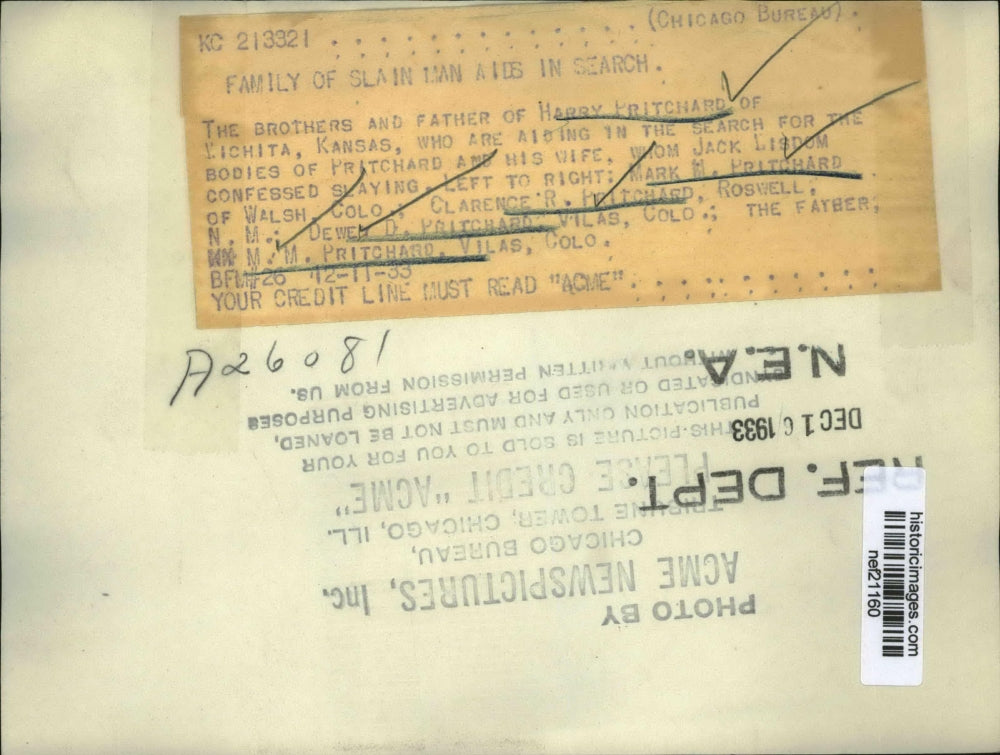 KC 213321 . . . . . . . . . . . . . (CHICAGO BUREAU) .
FAMILY OF SLAIN MAN AIDS IN SEARCH.
THE BROTHERS AND FATHER OF HARRY PRITCHARD OF
WICHITA, KANSAS, WHO ARE AIDING IN THE SEARCH FOR THE
BODIES OF PRITCHARD AND HIS WIFE, WHOM JACK LISDOM
CONFESSED SLAYING. LEFT TO RIGHT: MARK M. PRITCHARD
OF WALSH, COLO.; CLARENCE R. PRITCHARD, ROSWELL,
N. M.; DEWEY D. PRITCHARD, VILAS, COLO.; THE FATHER,
M. M. PRITCHARD, VILAS, COLO.
BFM#26 12-11-33
YOUR CREDIT LINE MUST READ "ACME" . . . . . . . . . .
A26081
PHOTO BY
ACME NEWSPICTURES, Inc.
CHICAGO BUREAU,
TRIBUNE TOWER, CHICAGO, ILL.
PLEASE CREDIT "ACME"
THIS PICTURE IS SOLD TO YOU FOR YOUR
PUBLICATION ONLY AND MUST NOT BE LOANED,
SYNDICATED OR USED FOR ADVERTISING PURPOSES
WITHOUT WRITTEN PERMISSION FROM US.
REF. DEPT.
DEC 16 1933
N.E.A.
historicimages.com
nef21160